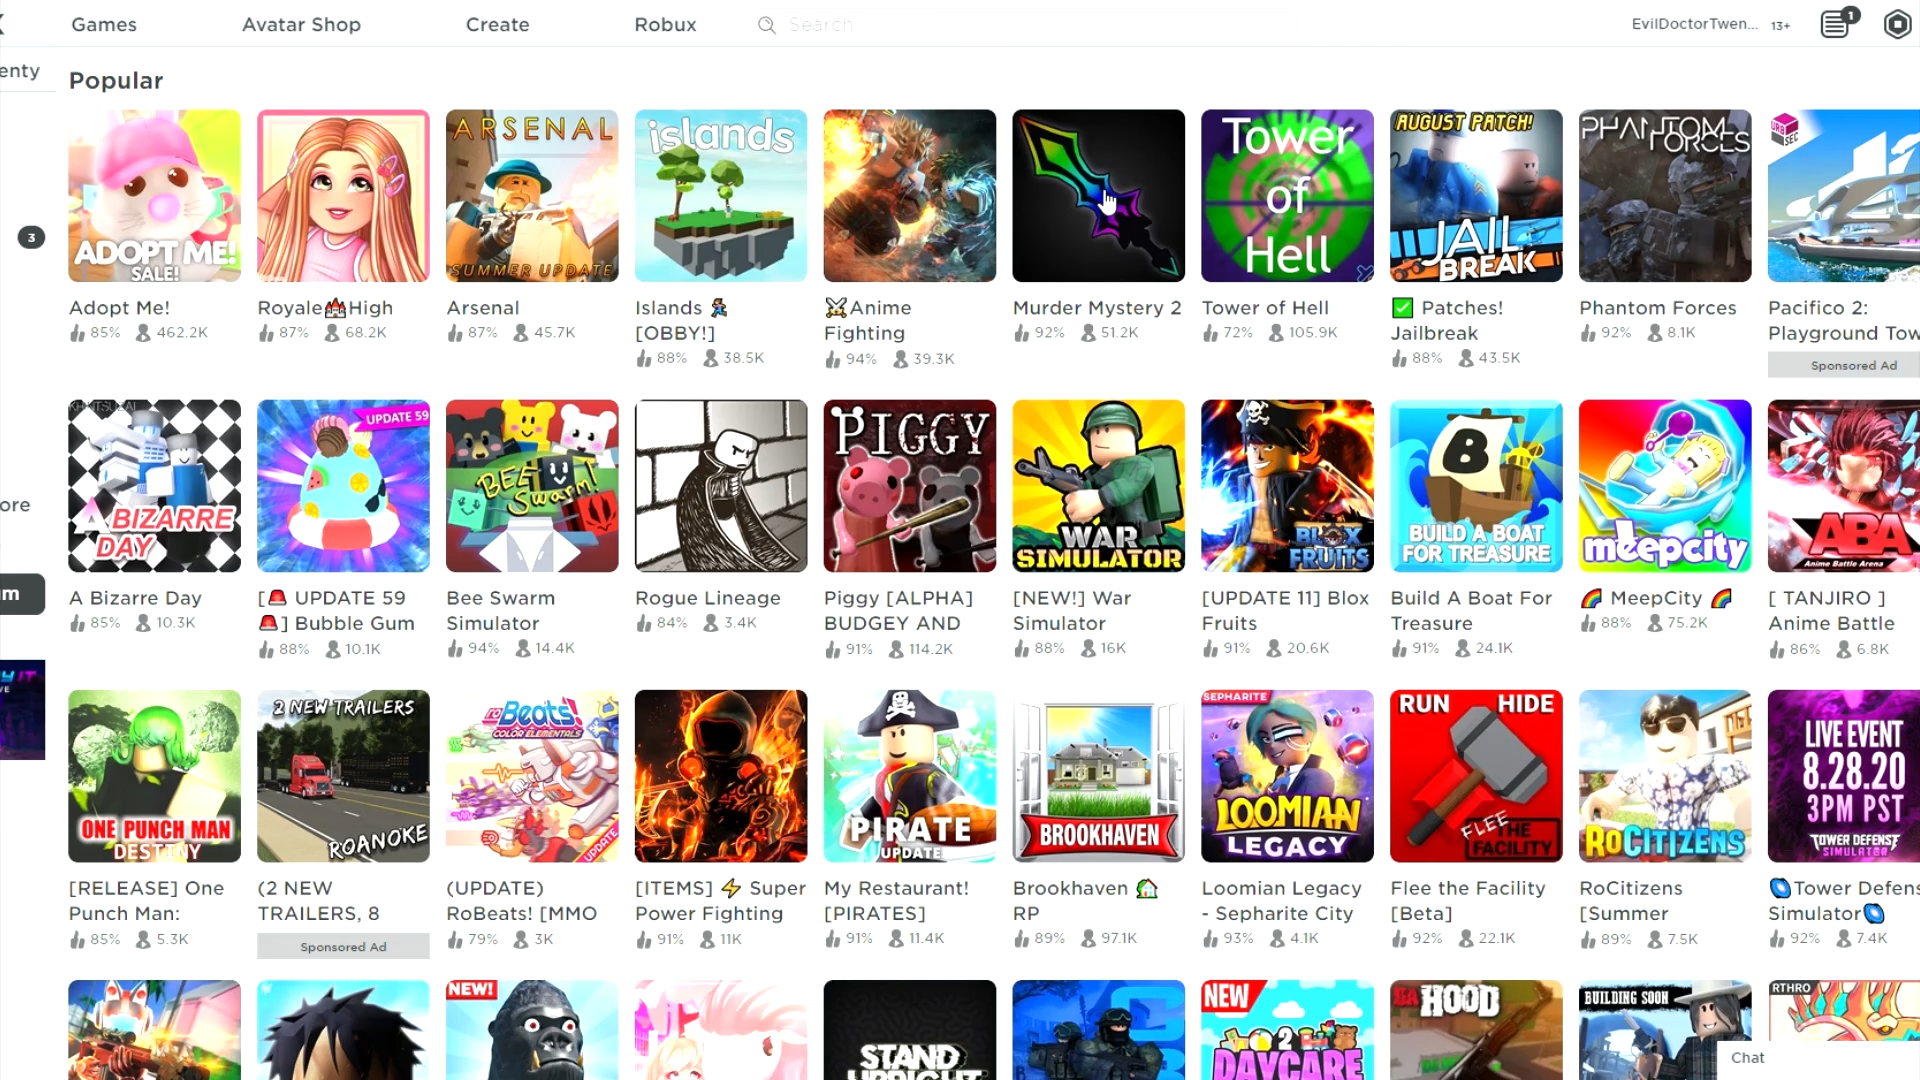 Games
Avatar Shop
Create
Robux
Search
EvilDoctorTwen... 13+
1
enty
Popular
ADOPT ME!
SALE!
ARSENAL
SUMMER UPDATE
islands
Tower
of
Hell
AUGUST PATCH!
JAIL
BREAK
PHANTOM
FORCES
URB
SEC
3
Adopt Me!
85% 462.2K
Royale🏰High
87% 68.2K
Arsenal
87% 45.7K
Islands
[OBBY!]
88% 38.5K
⚔Anime
Fighting
94% 39.3K
Murder Mystery 2
92% 51.2K
Tower of Hell
72% 105.9K
✅ Patches!
Jailbreak
88% 43.5K
Phantom Forces
92% 8.1K
Pacifico 2:
Playground Tow
Sponsored Ad
A BIZARRE
DAY
UPDATE 59
BEE
Swarm!
PIGGY
WAR
SIMULATOR
BLOX
FRUITS
B
BUILD A BOAT
FOR TREASURE
meepcity
ABA
Anime Battle Arena
ore
m
A Bizarre Day
85% 10.3K
[🚨 UPDATE 59
🚨] Bubble Gum
88% 10.1K
Bee Swarm
Simulator
94% 14.4K
Rogue Lineage
84% 3.4K
Piggy [ALPHA]
BUDGEY AND
91% 114.2K
[NEW!] War
Simulator
88% 16K
[UPDATE 11] Blox
Fruits
91% 20.6K
Build A Boat For
Treasure
91% 24.1K
🌈 MeepCity 🌈
88% 75.2K
[ TANJIRO ]
Anime Battle
86% 6.8K
Y IT
VE
ONE PUNCH MAN
DESTINY
2 NEW TRAILERS
ROANOKE
roBeats!
COLOR ELEMENTALS
UPDATE
PIRATE
UPDATE
BROOKHAVEN
SEPHARITE
LOOMIAN
LEGACY
RUN HIDE
FLEE
THE
FACILITY
ROCITIZENS
LIVE EVENT
8.28.20
3PM PST
TOWER DEFENSE
SIMULATOR
[RELEASE] One
Punch Man:
85% 5.3K
(2 NEW
TRAILERS, 8
Sponsored Ad
(UPDATE)
RoBeats! [MMO
79% 3K
[ITEMS] ⚡ Super
Power Fighting
91% 11K
My Restaurant!
[PIRATES]
91% 11.4K
Brookhaven 🏡
RP
89% 97.1K
Loomian Legacy
- Sepharite City
93% 4.1K
Flee the Facility
[Beta]
92% 22.1K
RoCitizens
[Summer
89% 7.5K
Tower Defens
Simulator
92% 7.4K
NEW!
STAND
UPRIGHT
NEW
2
DAYCARE
DA HOOD
BUILDING SOON
RTHRO
Chat